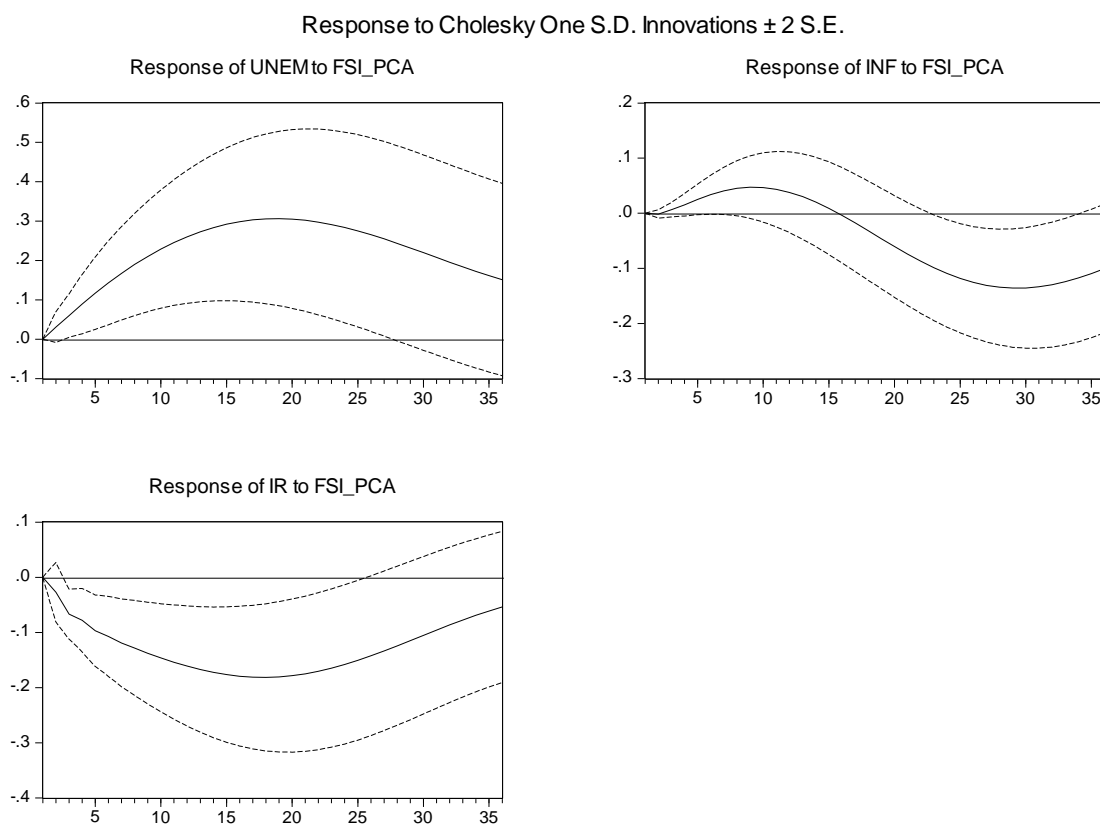 Response to Cholesky One S.D. Innovations ± 2 S.E.
Response of UNEM to FSI_PCA
.6
.5
.4
.3
.2
.1
.0
-.1
5 10 15 20 25 30 35
Response of INF to FSI_PCA
.2
.1
.0
-.1
-.2
-.3
5 10 15 20 25 30 35
Response of IR to FSI_PCA
.1
.0
-.1
-.2
-.3
-.4
5 10 15 20 25 30 35